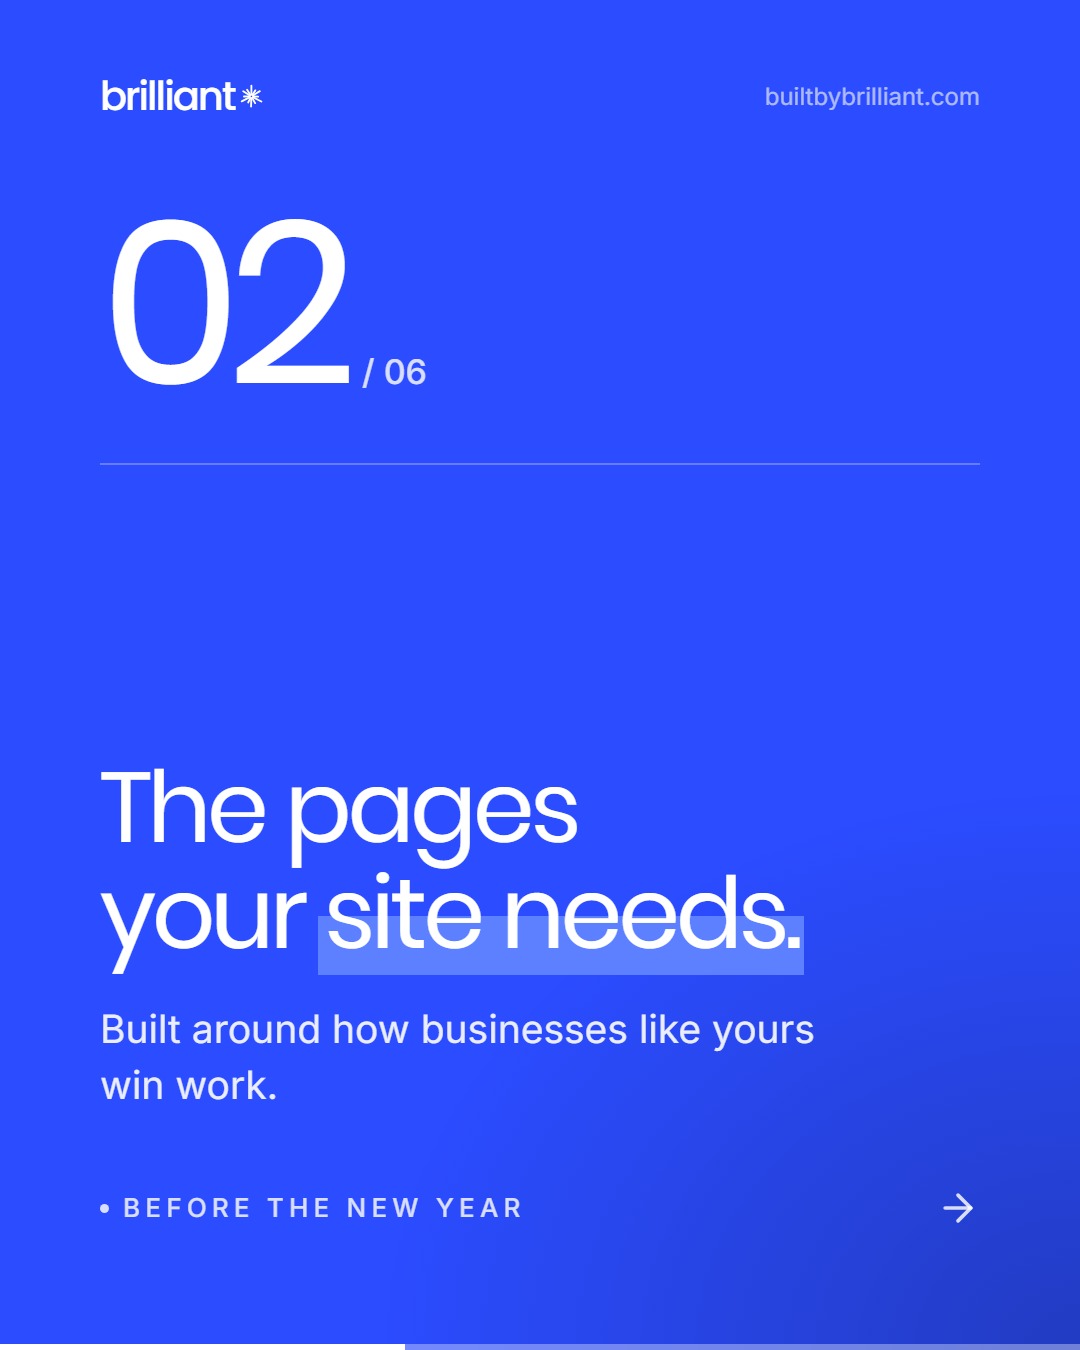 brilliant
builtbybrilliant.com
02 / 06
The pages
your site needs.
Built around how businesses like yours
win work.
• BEFORE THE NEW YEAR